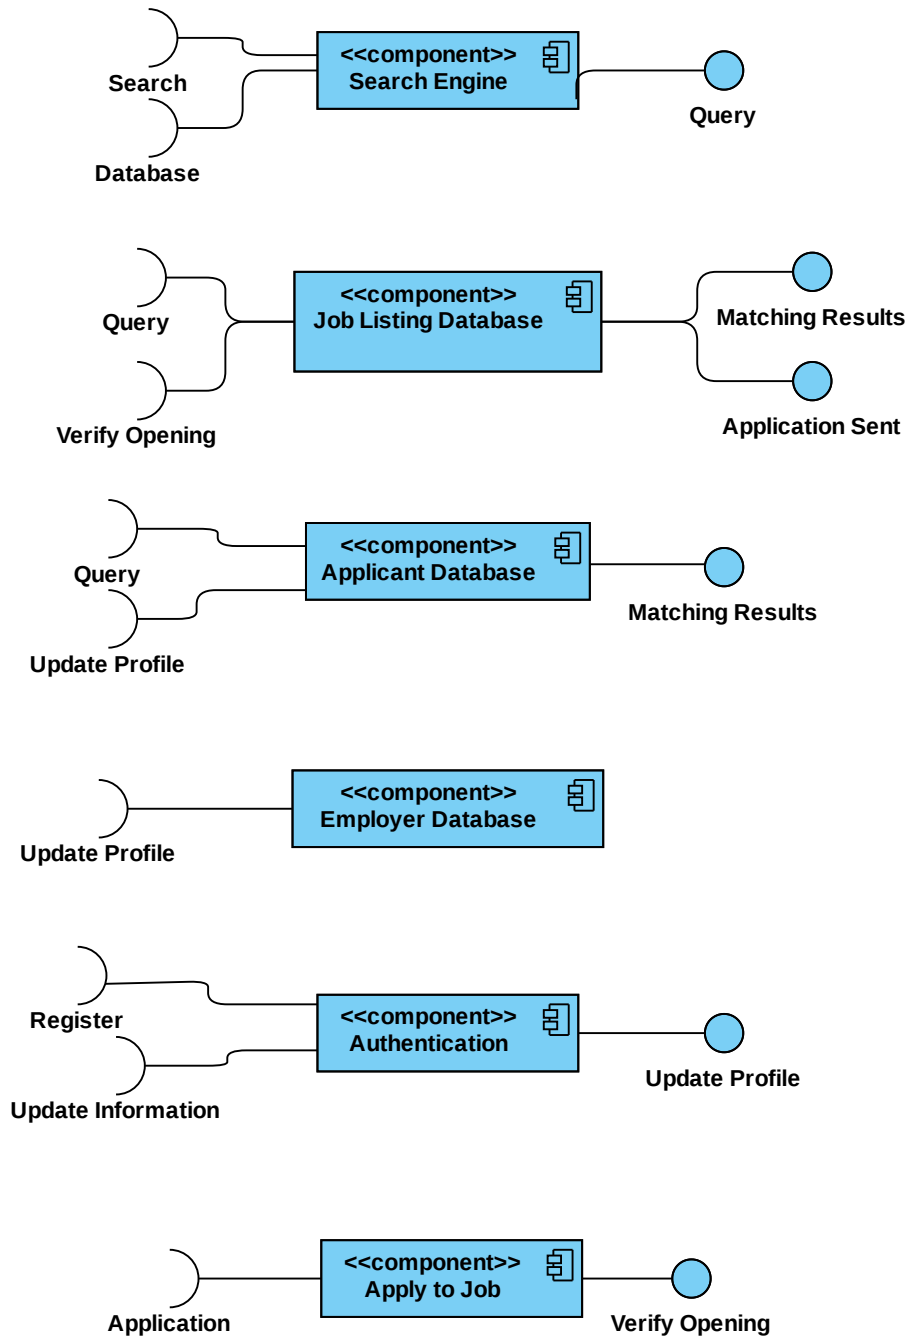 <<component>>
Search Engine
Search
Query
Database
<<component>>
Job Listing Database
Query
Matching Results
Verify Opening
Application Sent
<<component>>
Applicant Database
Query
Matching Results
Update Profile
<<component>>
Employer Database
Update Profile
<<component>>
Authentication
Register
Update Profile
Update Information
<<component>>
Apply to Job
Application
Verify Opening